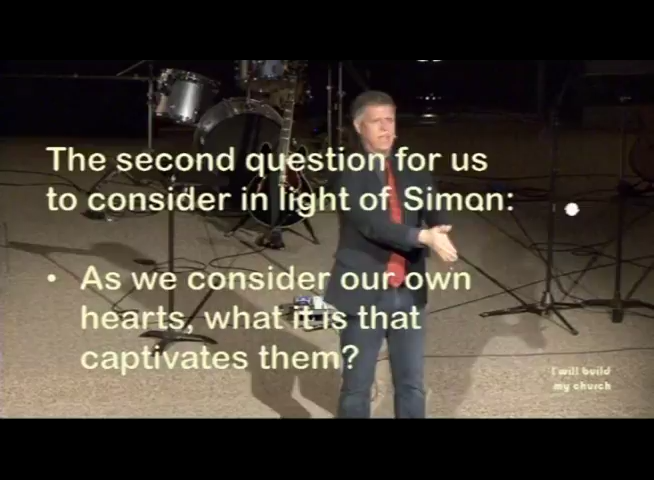 The second question for us
to consider in light of Simon:
• As we consider our own
hearts, what it is that
captivates them?
I will build
my church